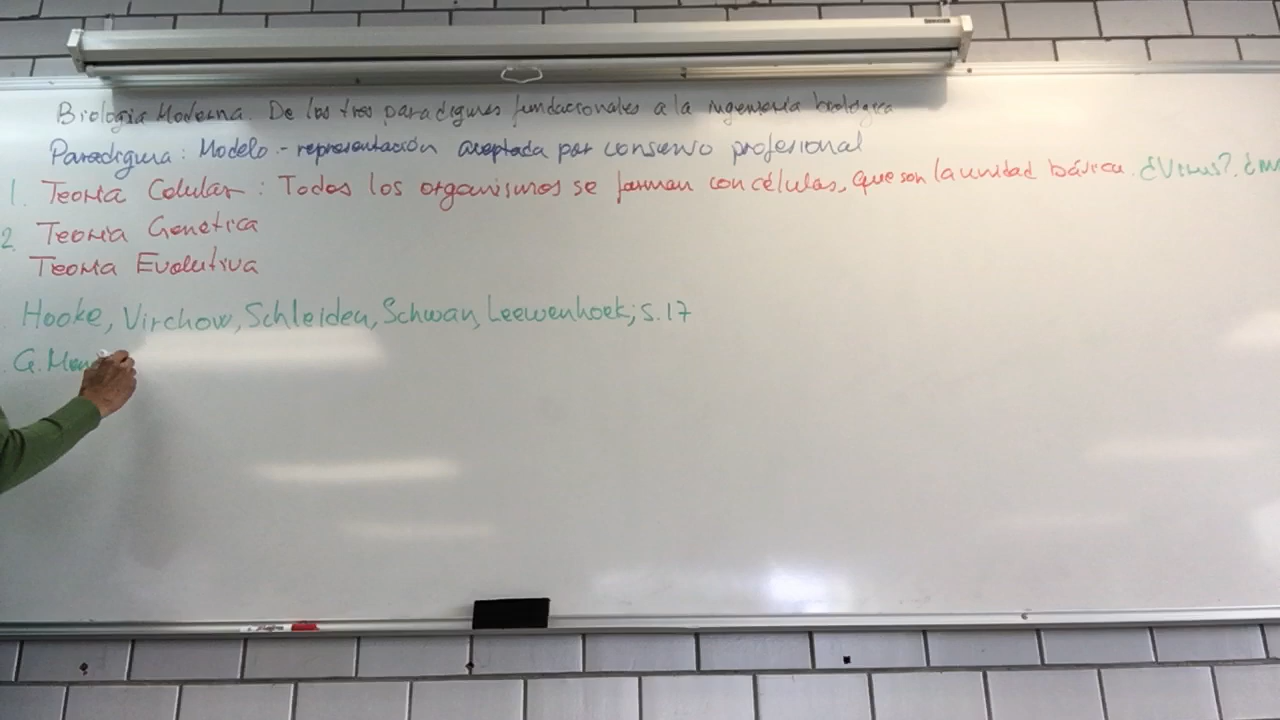 Biología Moderna. De los tres paradigmas fundacionales a la ingeniería biológica
Paradigma: Modelo - representación aceptada por consenso profesional
1. Teoría Celular: Todos los organismos se forman con células, que son la unidad básica. ¿Virus?, ¿
2. Teoría Genética
Teoría Evolutiva
Hooke, Virchow, Schleiden, Schwan, Leewenhoek, s. 17
G. Men